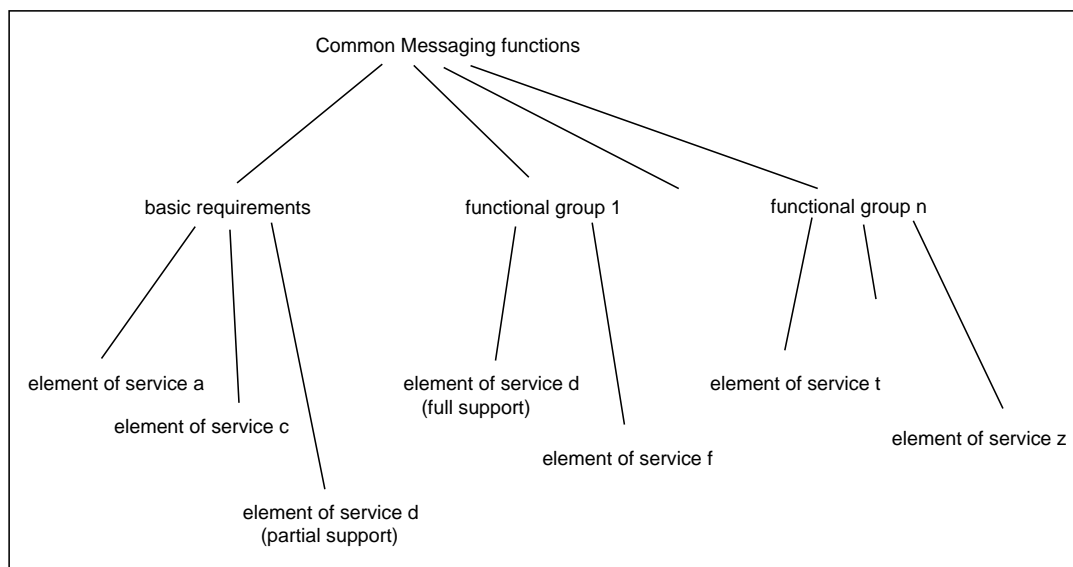 Common Messaging functions
basic requirements
functional group 1
functional group n
element of service a
element of service c
element of service d
(partial support)
element of service d
(full support)
element of service f
element of service t
element of service z